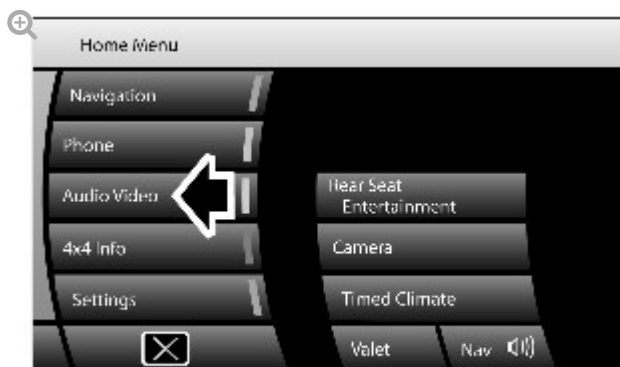 Home Menu
Navigation
Phone
Audio Video
Rear Seat
Entertainment
4x4 Info
Camera
Settings
Timed Climate
Valet
Nav